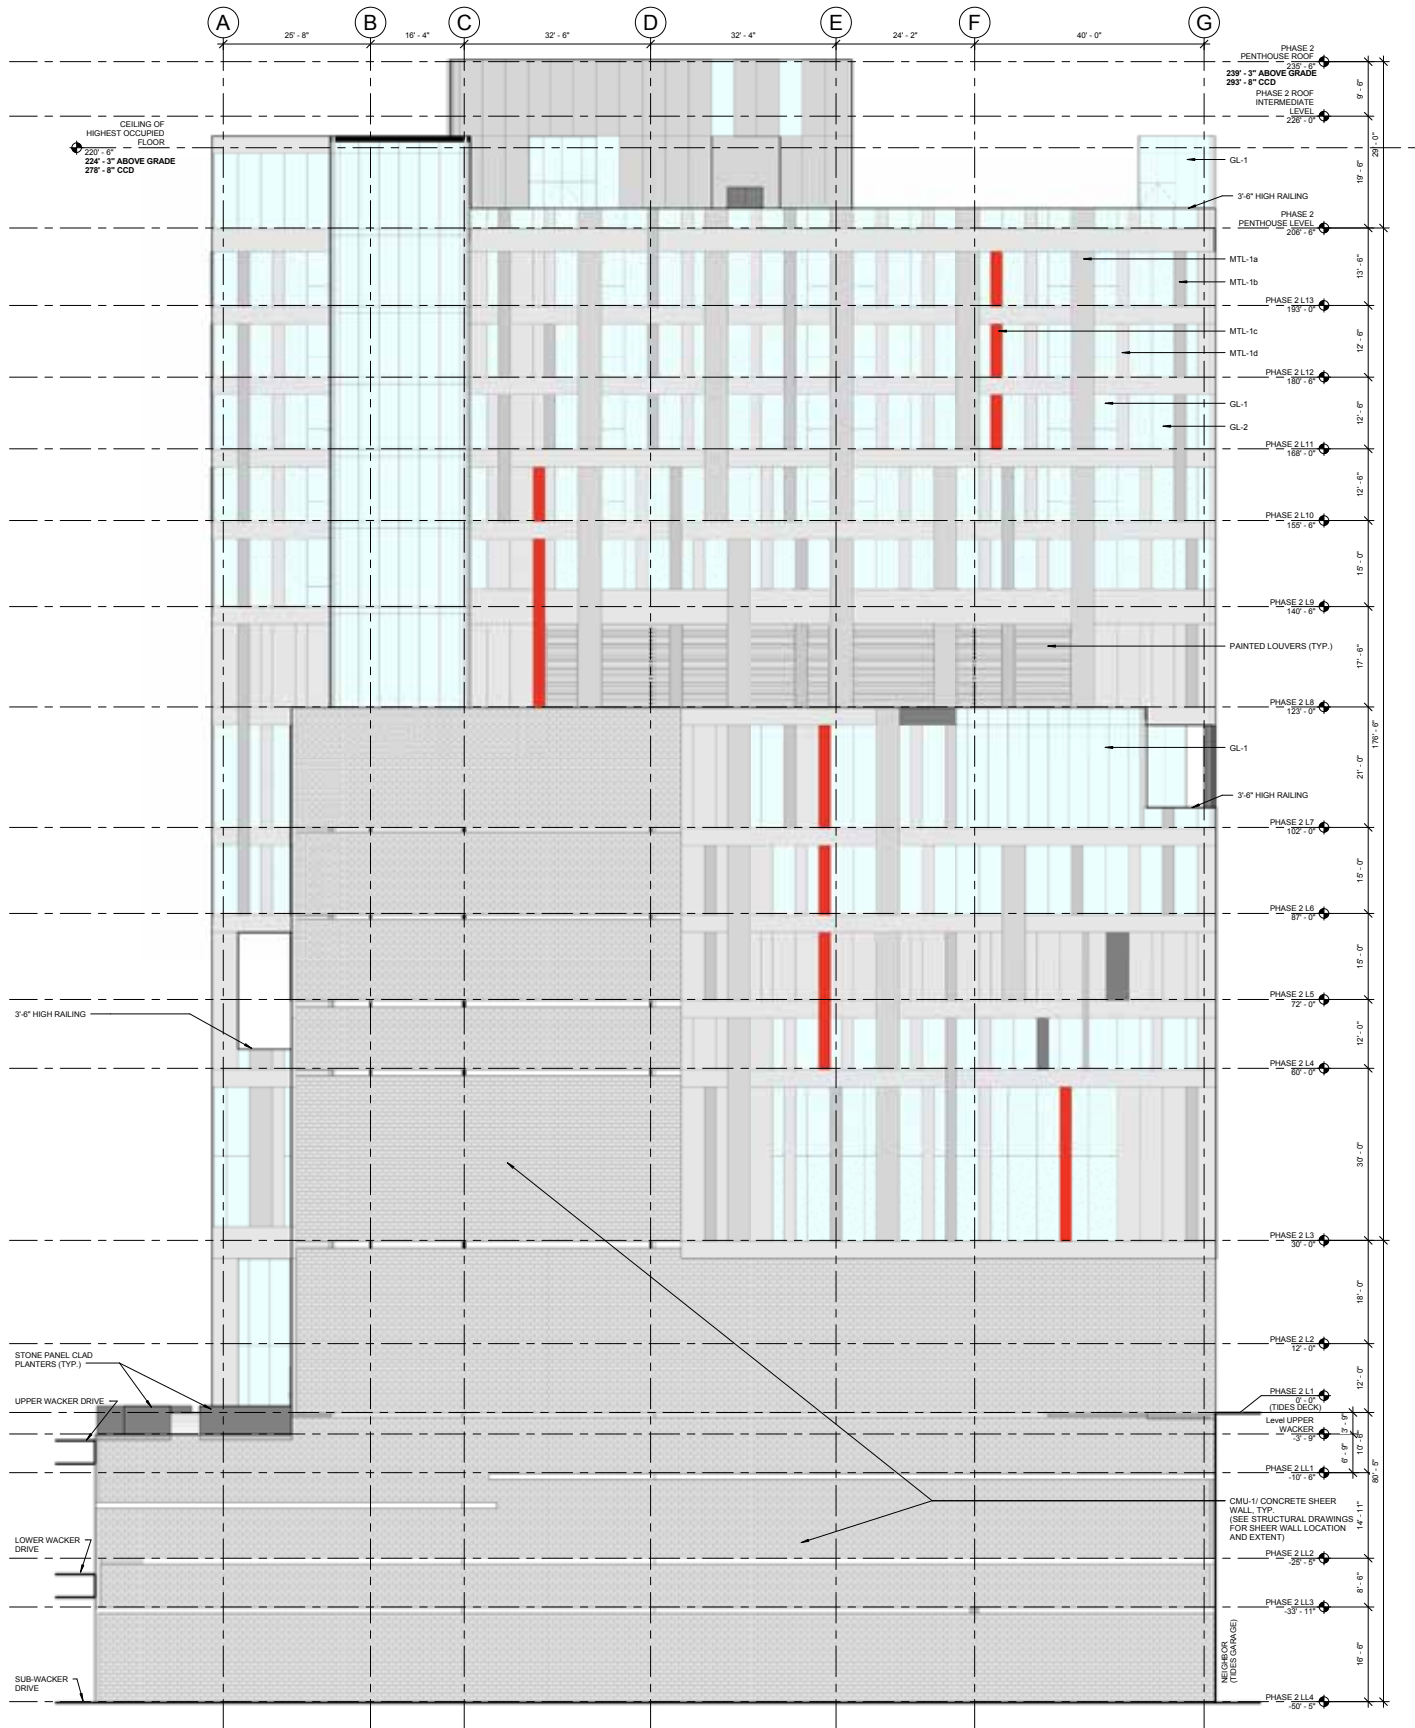 A
B
C
D
E
F
G
25' - 8"
16' - 4"
32' - 6"
32' - 4"
24' - 2"
40' - 0"
PHASE 2
PENTHOUSE ROOF
235' - 6"
239' - 3" ABOVE GRADE
293' - 8" CCD
9' - 6"
PHASE 2 ROOF
INTERMEDIATE
LEVEL
226' - 0"
29' - 0"
CEILING OF
HIGHEST OCCUPIED
FLOOR
220' - 6"
224' - 3" ABOVE GRADE
278' - 8" CCD
GL-1
19' - 6"
3'-6" HIGH RAILING
PHASE 2
PENTHOUSE LEVEL
206' - 6"
MTL-1a
13' - 6"
MTL-1b
PHASE 2 L13
193' - 0"
MTL-1c
12' - 6"
MTL-1d
PHASE 2 L12
180' - 6"
GL-1
12' - 6"
GL-2
PHASE 2 L11
168' - 0"
12' - 6"
PHASE 2 L10
155' - 6"
15' - 0"
PHASE 2 L9
140' - 6"
PAINTED LOUVERS (TYP.)
17' - 6"
PHASE 2 L8
123' - 0"
176' - 6"
GL-1
21' - 0"
3'-6" HIGH RAILING
PHASE 2 L7
102' - 0"
15' - 0"
PHASE 2 L6
87' - 0"
15' - 0"
PHASE 2 L5
72' - 0"
3'-6" HIGH RAILING
12' - 0"
PHASE 2 L4
60' - 0"
30' - 0"
PHASE 2 L3
30' - 0"
18' - 0"
PHASE 2 L2
12' - 0"
STONE PANEL CLAD
PLANTERS (TYP.)
12' - 0"
UPPER WACKER DRIVE
PHASE 2 L1
0' - 0"
(TIDES DECK)
Level UPPER
WACKER
-3' - 9"
3' - 9"
6' - 9"
10' - 6"
PHASE 2 LL1
-10' - 6"
80' - 5"
CMU-1/ CONCRETE SHEER
WALL, TYP.
(SEE STRUCTURAL DRAWINGS
FOR SHEER WALL LOCATION
AND EXTENT)
14' - 11"
LOWER WACKER
DRIVE
PHASE 2 LL2
-25' - 5"
8' - 6"
PHASE 2 LL3
-33' - 11"
NEIGHBOR
(TIDES GARAGE)
16' - 6"
SUB-WACKER
DRIVE
PHASE 2 LL4
-50' - 5"